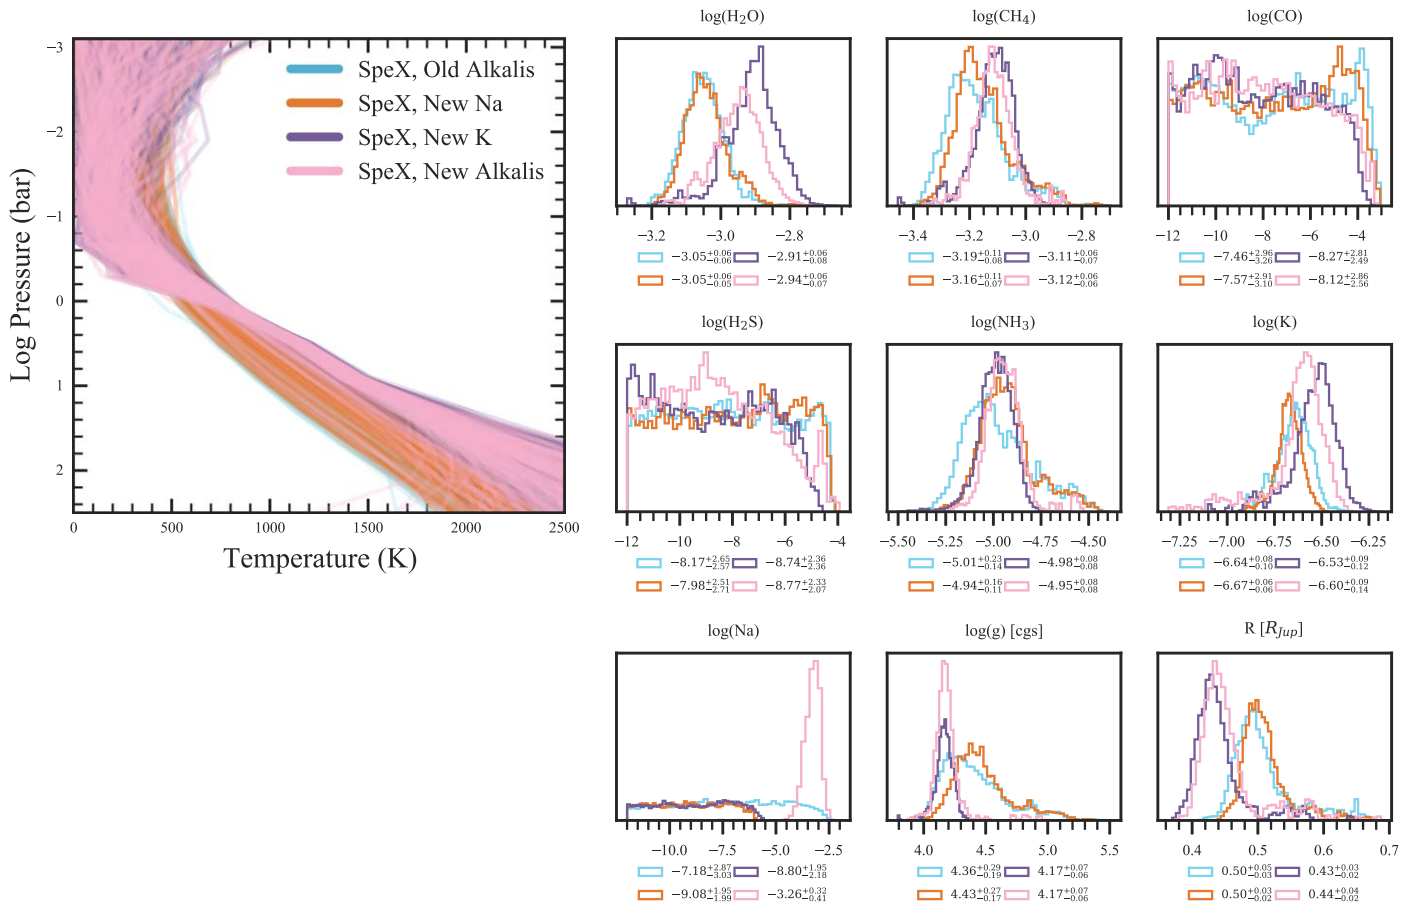 SpeX, Old Alkalis
SpeX, New Na
SpeX, New K
SpeX, New Alkalis
Log Pressure (bar)
−3
−2
−1
0
1
2
0 500 1000 1500 2000 2500
Temperature (K)
log(H₂O)
−3.2 −3.0 −2.8
−3.05+0.06−0.06 −2.91+0.06−0.08
−3.05+0.06−0.05 −2.94+0.06−0.07
log(CH₄)
−3.4 −3.2 −3.0 −2.8
−3.19+0.11−0.08 −3.11+0.06−0.07
−3.16+0.11−0.07 −3.12+0.06−0.06
log(CO)
−12 −10 −8 −6 −4
−7.46+2.96−3.26 −8.27+2.81−2.49
−7.57+2.91−3.10 −8.12+2.86−2.56
log(H₂S)
−12 −10 −8 −6 −4
−8.17+2.65−2.57 −8.74+2.36−2.36
−7.98+2.51−2.71 −8.77+2.33−2.07
log(NH₃)
−5.50 −5.25 −5.00 −4.75 −4.50
−5.01+0.23−0.14 −4.98+0.08−0.08
−4.94+0.16−0.11 −4.95+0.08−0.08
log(K)
−7.25 −7.00 −6.75 −6.50 −6.25
−6.64+0.08−0.10 −6.53+0.09−0.12
−6.67+0.06−0.06 −6.60+0.09−0.14
log(Na)
−10.0 −7.5 −5.0 −2.5
−7.18+2.87−3.03 −8.80+1.95−2.18
−9.08+1.95−1.99 −3.26+0.32−0.41
log(g) [cgs]
4.0 4.5 5.0 5.5
4.36+0.29−0.19 4.17+0.07−0.06
4.43+0.27−0.17 4.17+0.07−0.06
R [R_Jup]
0.4 0.5 0.6 0.7
0.50+0.05−0.03 0.43+0.03−0.02
0.50+0.03−0.02 0.44+0.04−0.02